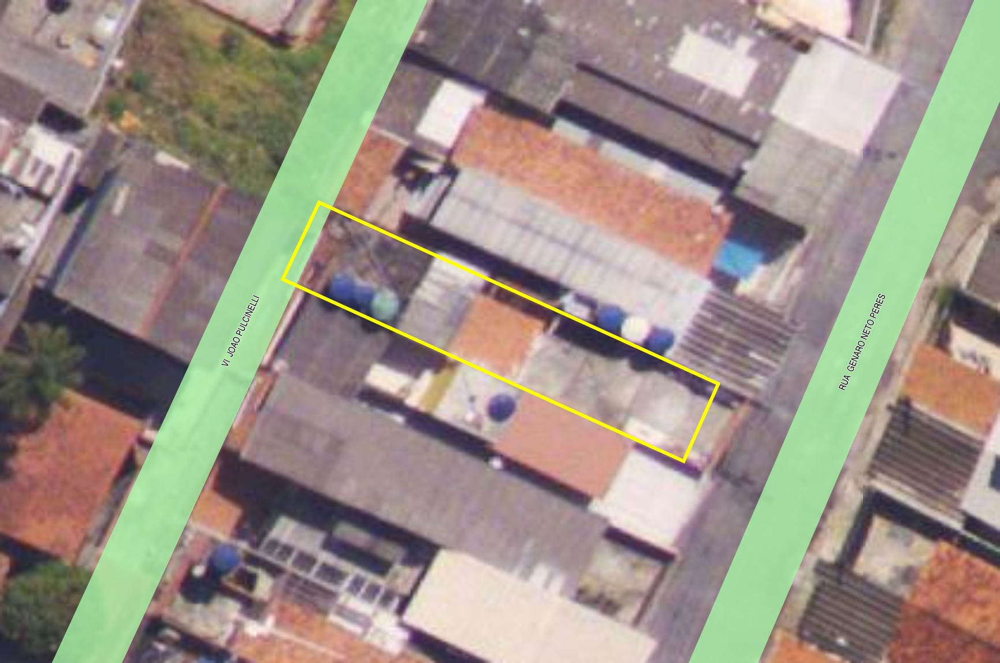 VI  JOAO PULCINELLI
RUA  GENARO NETO PERES